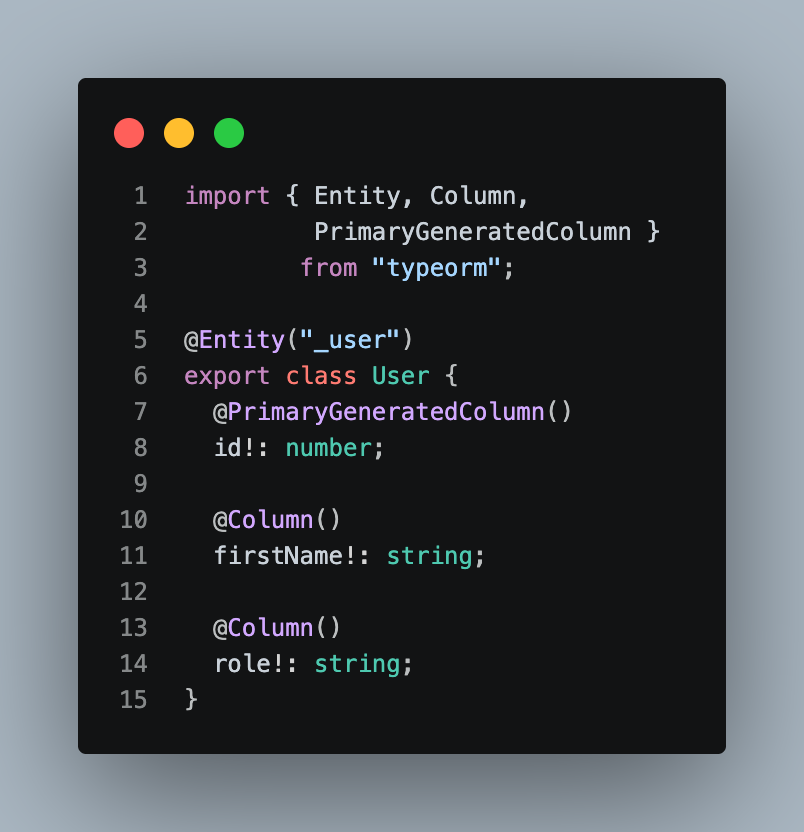 1 import { Entity, Column,
2 PrimaryGeneratedColumn }
3 from "typeorm";
4
5 @Entity("_user")
6 export class User {
7 @PrimaryGeneratedColumn()
8 id!: number;
9
10 @Column()
11 firstName!: string;
12
13 @Column()
14 role!: string;
15 }